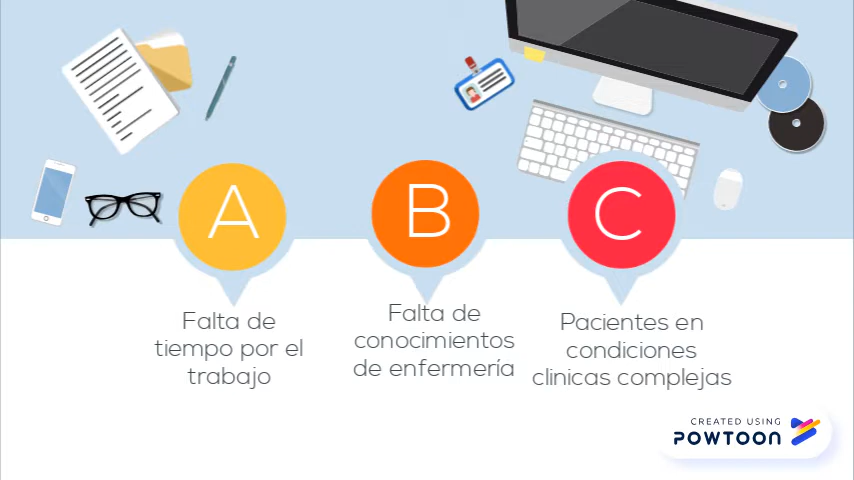 A
B
C
Falta de
tiempo por el
trabajo
Falta de
conocimientos
de enfermería
Pacientes en
condiciones
clinicas complejas
CREATED USING
POWTOON